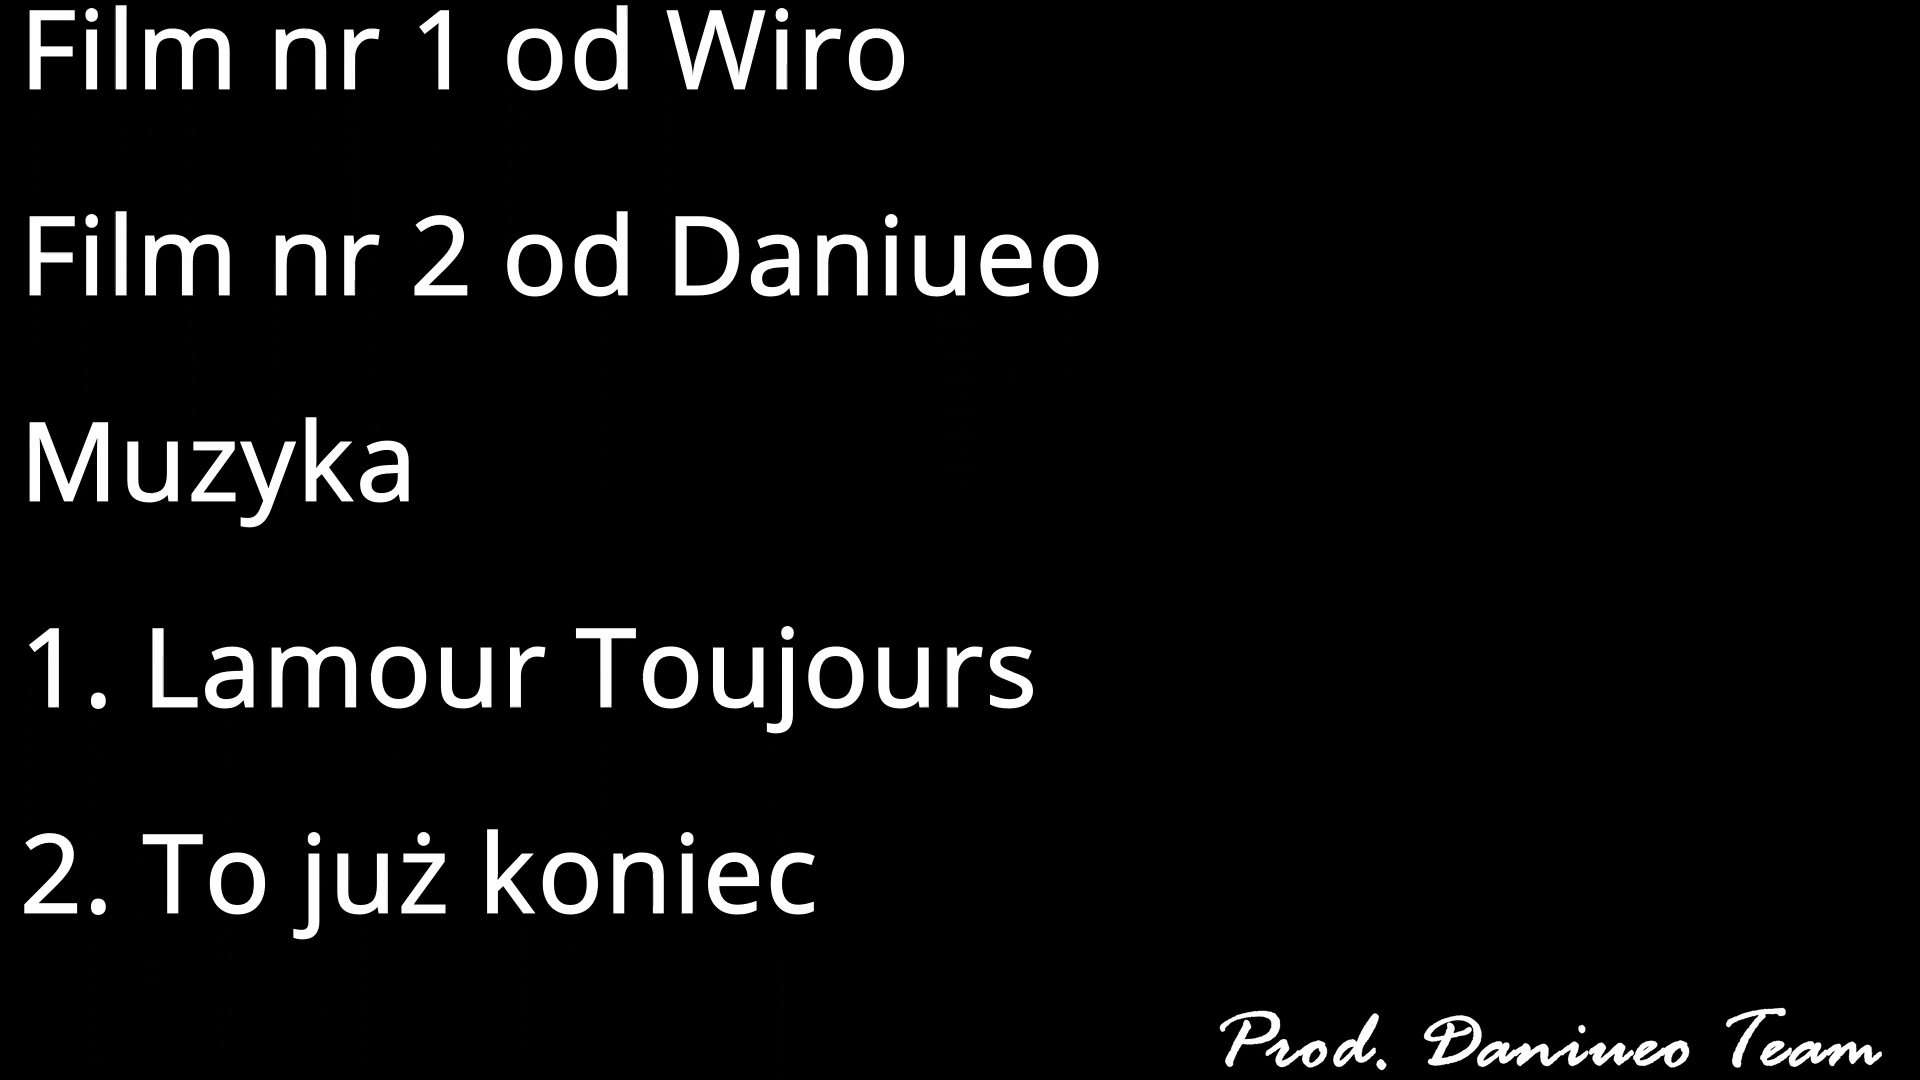 Film nr 1 od Wiro
Film nr 2 od Daniueo
Muzyka
1. Lamour Toujours
2. To już koniec
Prod. Daniueo Team